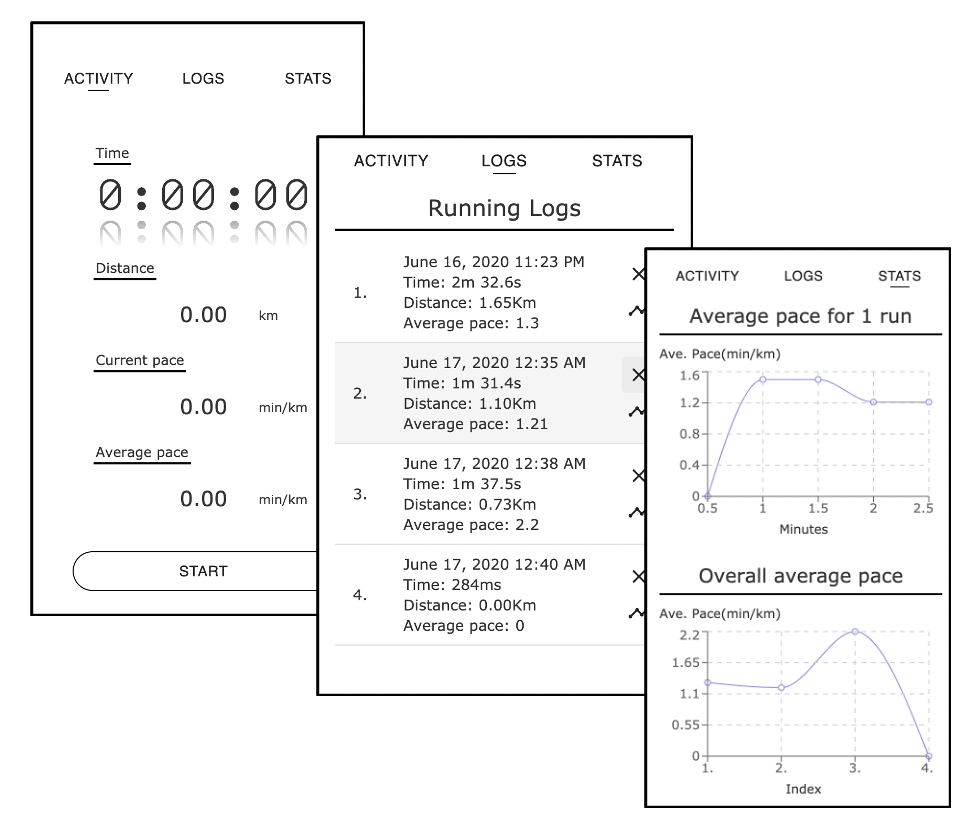 ACTIVITY LOGS STATS
Time
0:00:00
Distance
0.00 km
Current pace
0.00 min/km
Average pace
0.00 min/km
START
ACTIVITY LOGS STATS
Running Logs
1.
June 16, 2020 11:23 PM
Time: 2m 32.6s
Distance: 1.65Km
Average pace: 1.3
2.
June 17, 2020 12:35 AM
Time: 1m 31.4s
Distance: 1.10Km
Average pace: 1.21
3.
June 17, 2020 12:38 AM
Time: 1m 37.5s
Distance: 0.73Km
Average pace: 2.2
4.
June 17, 2020 12:40 AM
Time: 284ms
Distance: 0.00Km
Average pace: 0
ACTIVITY LOGS STATS
Average pace for 1 run
Ave. Pace(min/km)
1.6
1.2
0.8
0.4
0
0.5 1 1.5 2 2.5
Minutes
Overall average pace
Ave. Pace(min/km)
2.2
1.65
1.1
0.55
0
1. 2. 3. 4.
Index